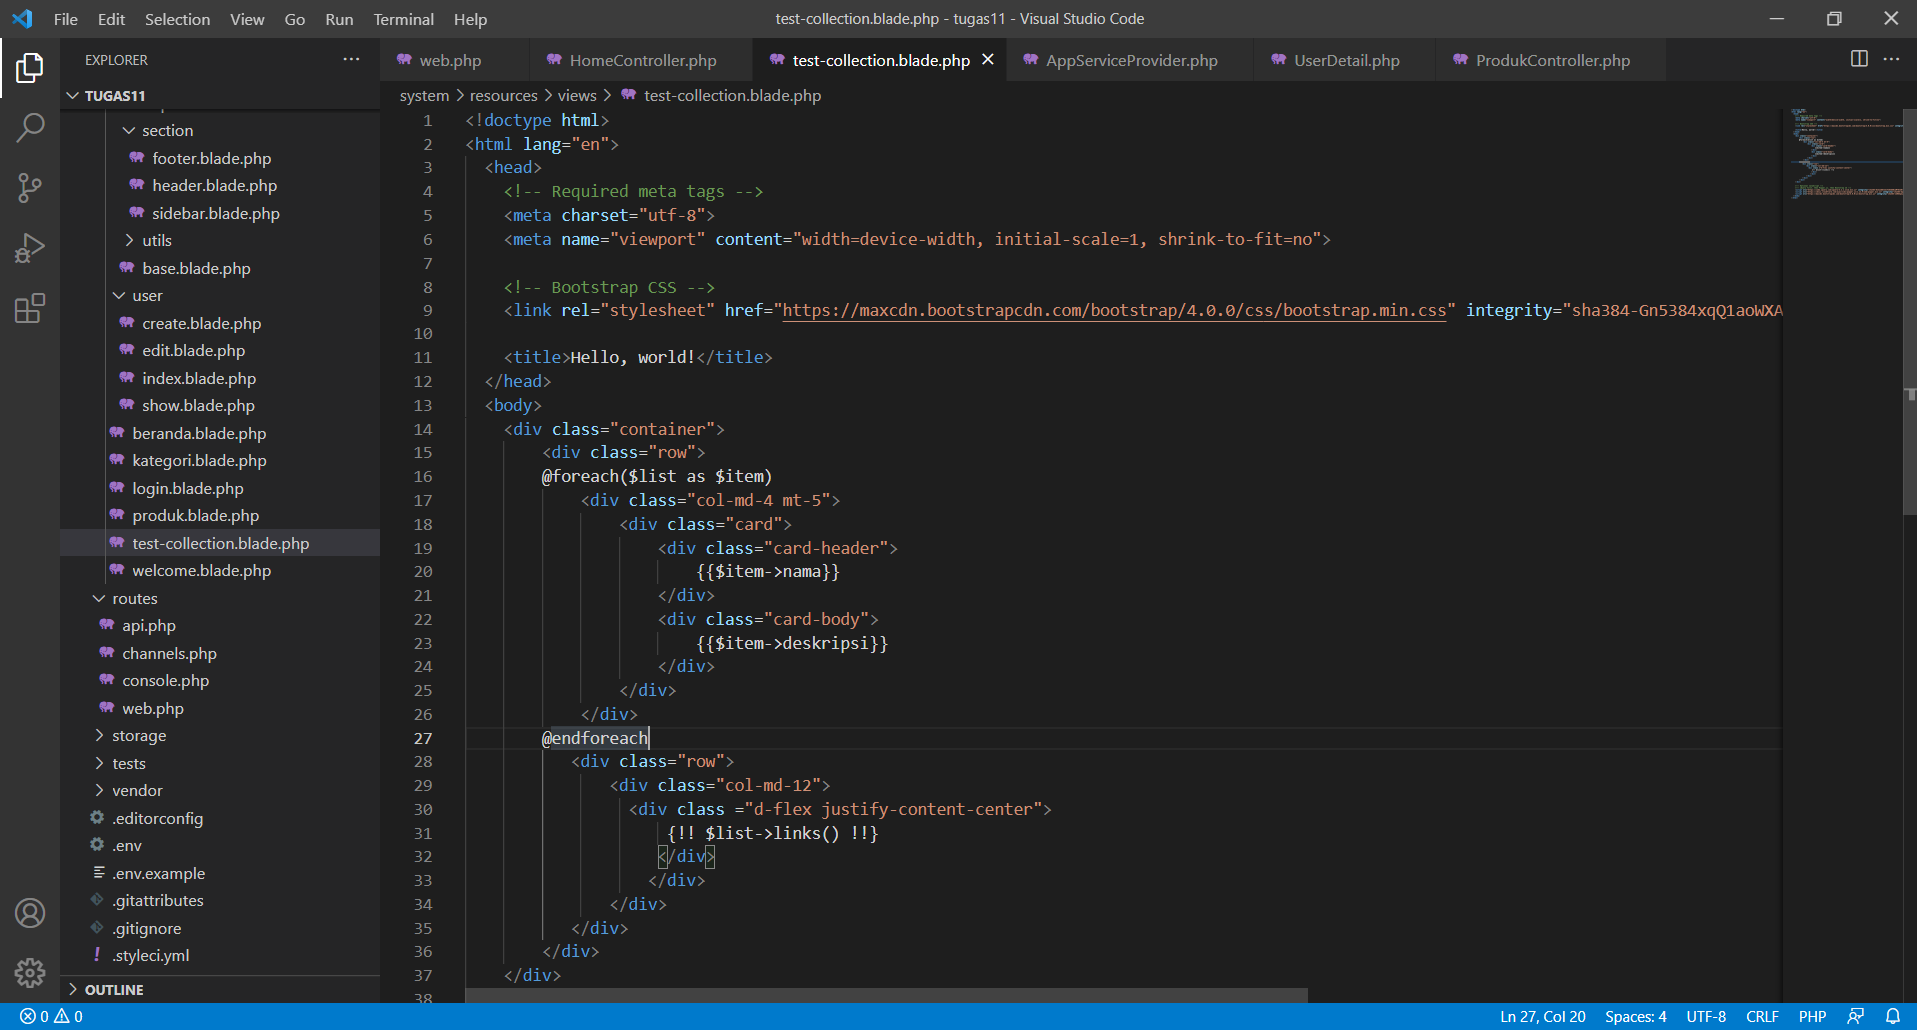 File Edit Selection View Go Run Terminal Help
test-collection.blade.php - tugas11 - Visual Studio Code
EXPLORER
TUGAS11
section
footer.blade.php
header.blade.php
sidebar.blade.php
utils
base.blade.php
user
create.blade.php
edit.blade.php
index.blade.php
show.blade.php
beranda.blade.php
kategori.blade.php
login.blade.php
produk.blade.php
test-collection.blade.php
welcome.blade.php
routes
api.php
channels.php
console.php
web.php
storage
tests
vendor
.editorconfig
.env
.env.example
.gitattributes
.gitignore
.styleci.yml
OUTLINE
web.php HomeController.php test-collection.blade.php AppServiceProvider.php UserDetail.php ProdukController.php
system > resources > views > test-collection.blade.php
1 <!doctype html>
2 <html lang="en">
3 <head>
4 <!-- Required meta tags -->
5 <meta charset="utf-8">
6 <meta name="viewport" content="width=device-width, initial-scale=1, shrink-to-fit=no">
7
8 <!-- Bootstrap CSS -->
9 <link rel="stylesheet" href="https://maxcdn.bootstrapcdn.com/bootstrap/4.0.0/css/bootstrap.min.css" integrity="sha384-Gn5384xqQ1aoWXA
10
11 <title>Hello, world!</title>
12 </head>
13 <body>
14 <div class="container">
15 <div class="row">
16 @foreach($list as $item)
17 <div class="col-md-4 mt-5">
18 <div class="card">
19 <div class="card-header">
20 {{$item->nama}}
21 </div>
22 <div class="card-body">
23 {{$item->deskripsi}}
24 </div>
25 </div>
26 </div>
27 @endforeach
28 <div class="row">
29 <div class="col-md-12">
30 <div class ="d-flex justify-content-center">
31 {!! $list->links() !!}
32 </div>
33 </div>
34 </div>
35 </div>
36 </div>
37 </div>
38
0 0
Ln 27, Col 20 Spaces: 4 UTF-8 CRLF PHP